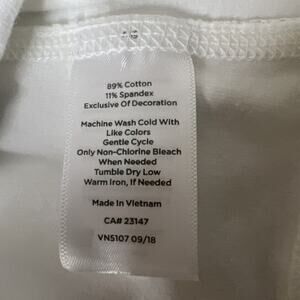 89% Cotton
11% Spandex
Exclusive Of Decoration
Machine Wash Cold With
Like Colors
Gentle Cycle
Only Non-Chlorine Bleach
When Needed
Tumble Dry Low
Warm Iron, If Needed
Made In Vietnam
CA# 23147
VN5107 09/18